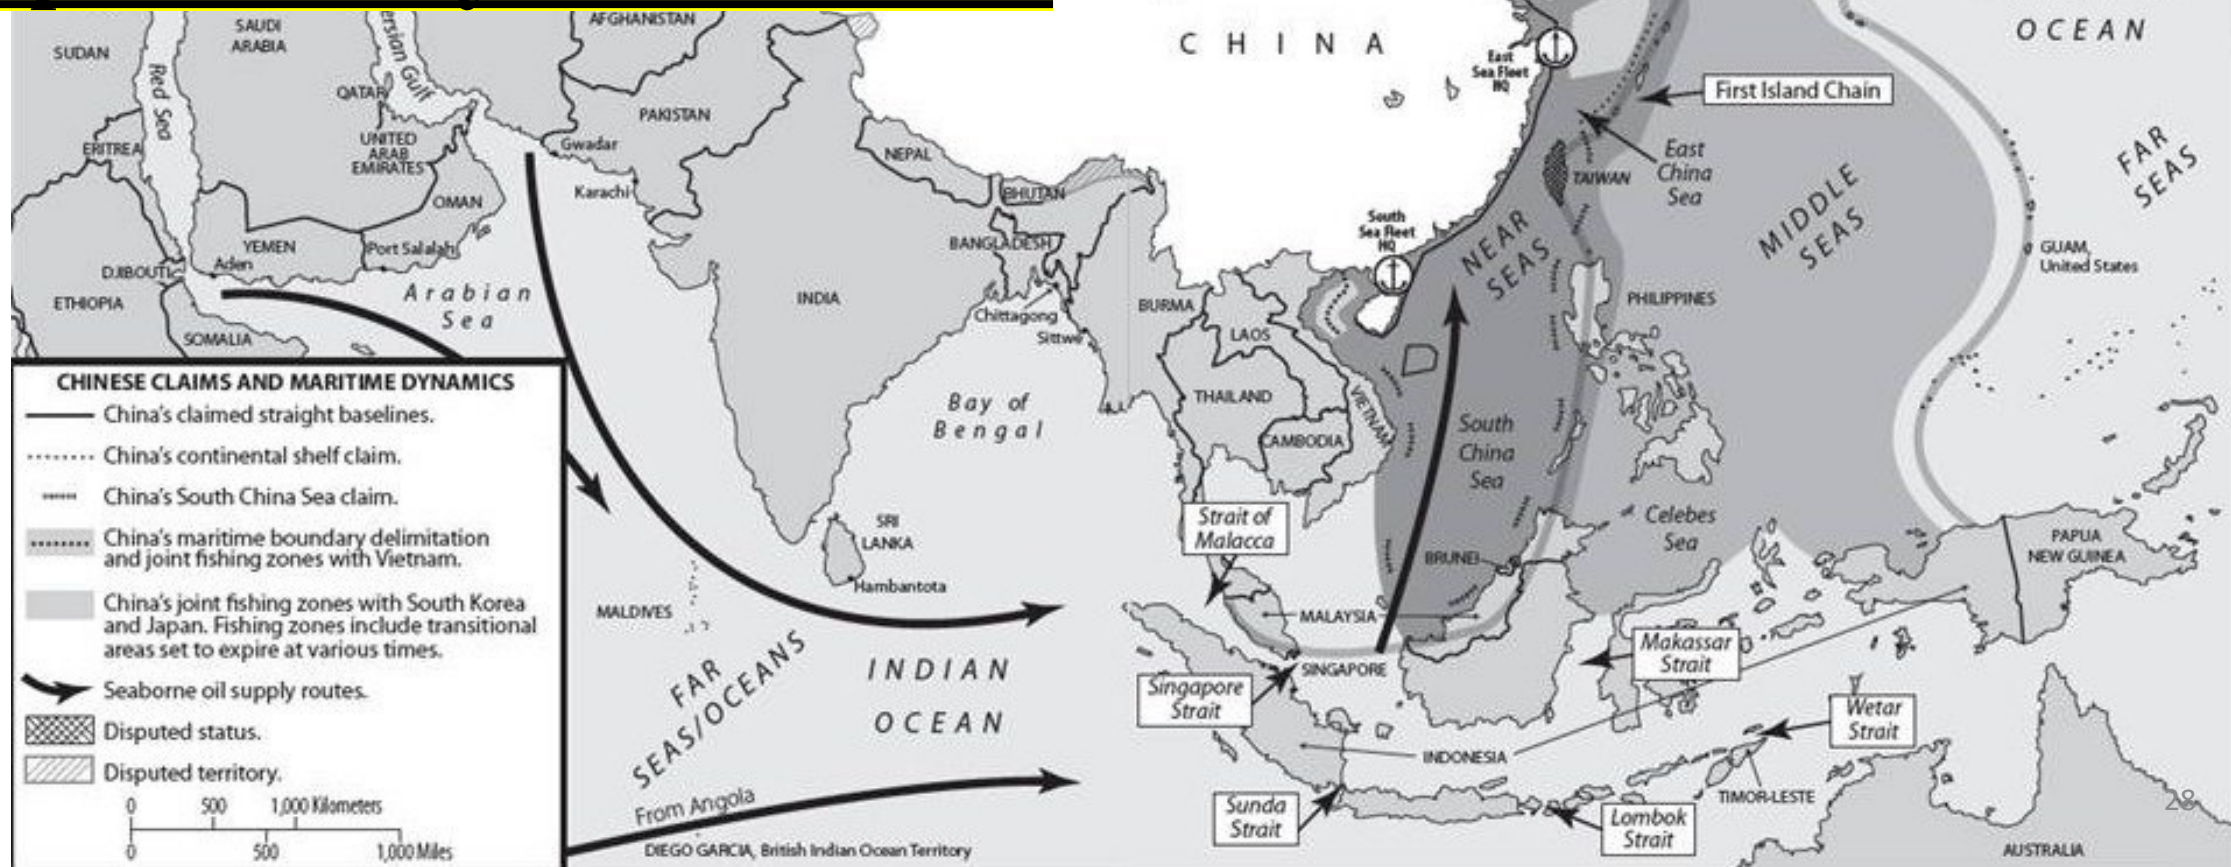 SUDAN
SAUDI
ARABIA
Red Sea
ersian Gulf
QATAR
UNITED
ARAB
EMIRATES
ERITREA
OMAN
YEMEN
Aden
Port Salalah
DJIBOUTI
ETHIOPIA
SOMALIA
Arabian
Sea
AFGHANISTAN
PAKISTAN
Gwadar
Karachi
NEPAL
BHUTAN
BANGLADESH
INDIA
Chittagong
Sittwe
BURMA
LAOS
THAILAND
CAMBODIA
VIETNAM
Bay of
Bengal
SRI
LANKA
Hambantota
MALDIVES
FAR
SEAS/OCEANS
INDIAN
OCEAN
From Angola
DIEGO GARCIA, British Indian Ocean Territory
CHINA
East
Sea Fleet
HQ
South
Sea Fleet
HQ
First Island Chain
East
China
Sea
TAIWAN
NEAR
SEAS
MIDDLE
SEAS
OCEAN
FAR
SEAS
GUAM,
United States
PHILIPPINES
South
China
Sea
Celebes
Sea
Strait of
Malacca
BRUNEI
MALAYSIA
SINGAPORE
Singapore
Strait
Makassar
Strait
PAPUA
NEW GUINEA
Wetar
Strait
INDONESIA
Sunda
Strait
Lombok
Strait
TIMOR-LESTE
AUSTRALIA
28
CHINESE CLAIMS AND MARITIME DYNAMICS
China's claimed straight baselines.
China's continental shelf claim.
China's South China Sea claim.
China's maritime boundary delimitation
and joint fishing zones with Vietnam.
China's joint fishing zones with South Korea
and Japan. Fishing zones include transitional
areas set to expire at various times.
Seaborne oil supply routes.
Disputed status.
Disputed territory.
0 500 1,000 Kilometers
0 500 1,000 Miles